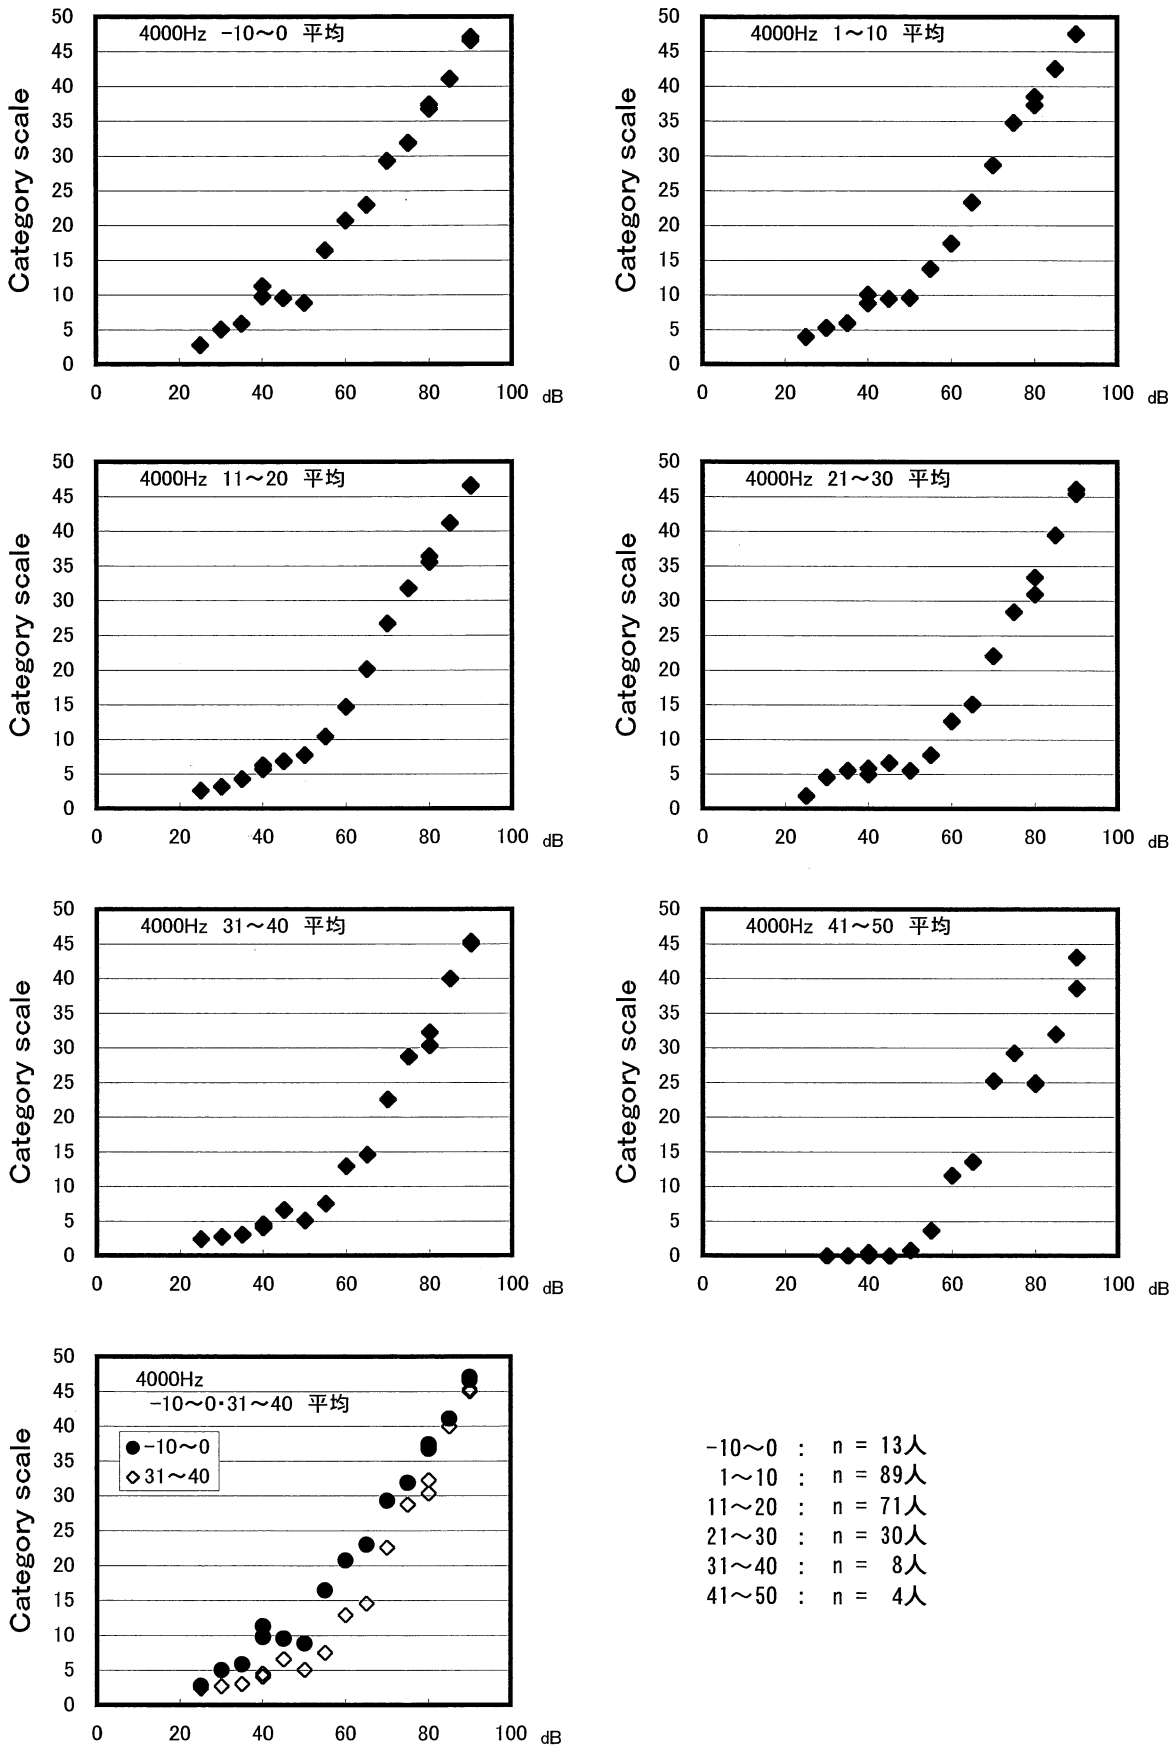 4000Hz -10～0 平均
50
45
40
35
30
25
20
15
10
5
0
Category scale
0 20 40 60 80 100 dB
4000Hz 1～10 平均
50
45
40
35
30
25
20
15
10
5
0
Category scale
0 20 40 60 80 100 dB
4000Hz 11～20 平均
50
45
40
35
30
25
20
15
10
5
0
Category scale
0 20 40 60 80 100 dB
4000Hz 21～30 平均
50
45
40
35
30
25
20
15
10
5
0
Category scale
0 20 40 60 80 100 dB
4000Hz 31～40 平均
50
45
40
35
30
25
20
15
10
5
0
Category scale
0 20 40 60 80 100 dB
4000Hz 41～50 平均
50
45
40
35
30
25
20
15
10
5
0
Category scale
0 20 40 60 80 100 dB
4000Hz
-10～0・31～40 平均
-10～0
31～40
50
45
40
35
30
25
20
15
10
5
0
Category scale
0 20 40 60 80 100 dB
-10～0 : n = 13人
1～10 : n = 89人
11～20 : n = 71人
21～30 : n = 30人
31～40 : n = 8人
41～50 : n = 4人